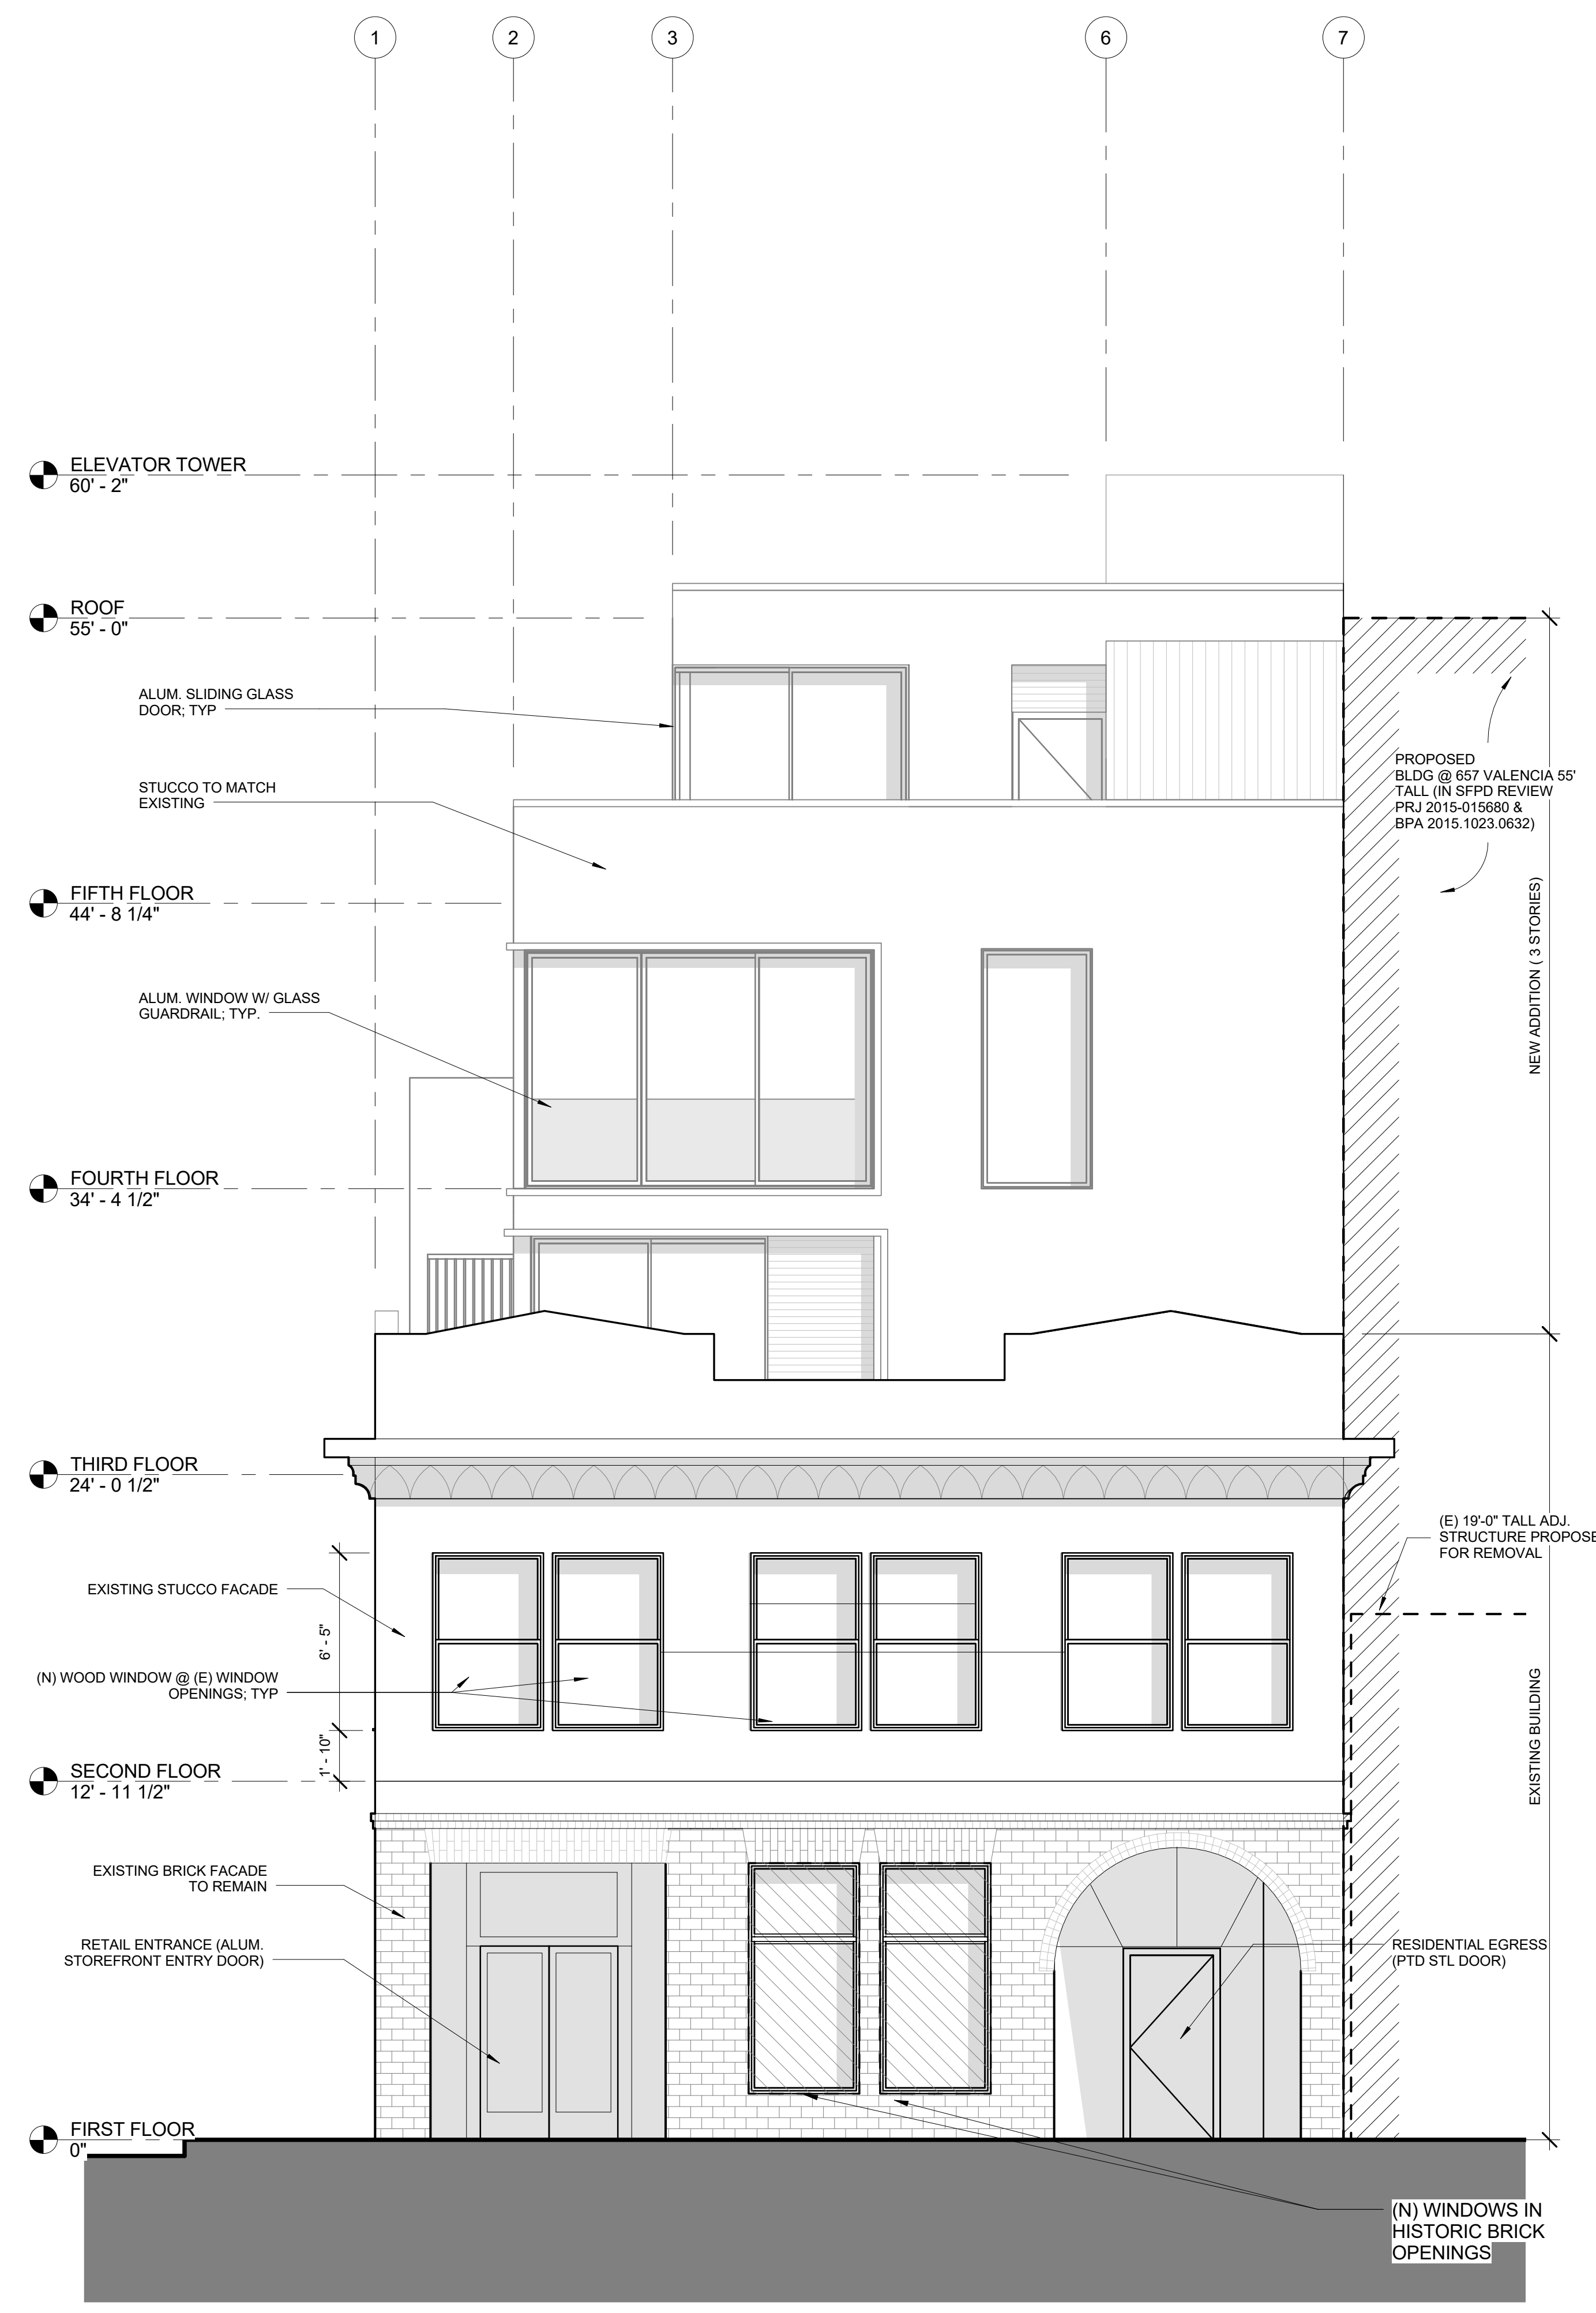 1
2
3
6
7
ELEVATOR TOWER
60' - 2"
ROOF
55' - 0"
ALUM. SLIDING GLASS
DOOR; TYP
PROPOSED
BLDG @ 657 VALENCIA 55'
TALL (IN SFPD REVIEW
PRJ 2015-015680 &
BPA 2015.1023.0632)
STUCCO TO MATCH
EXISTING
FIFTH FLOOR
44' - 8 1/4"
NEW ADDITION ( 3 STORIES)
ALUM. WINDOW W/ GLASS
GUARDRAIL; TYP.
FOURTH FLOOR
34' - 4 1/2"
THIRD FLOOR
24' - 0 1/2"
(E) 19'-0" TALL ADJ.
STRUCTURE PROPOSE
FOR REMOVAL
EXISTING STUCCO FACADE
6' - 5"
(N) WOOD WINDOW @ (E) WINDOW
OPENINGS; TYP
EXISTING BUILDING
1' - 10"
SECOND FLOOR
12' - 11 1/2"
EXISTING BRICK FACADE
TO REMAIN
RETAIL ENTRANCE (ALUM.
STOREFRONT ENTRY DOOR)
RESIDENTIAL EGRESS
(PTD STL DOOR)
FIRST FLOOR
0"
(N) WINDOWS IN
HISTORIC BRICK
OPENINGS